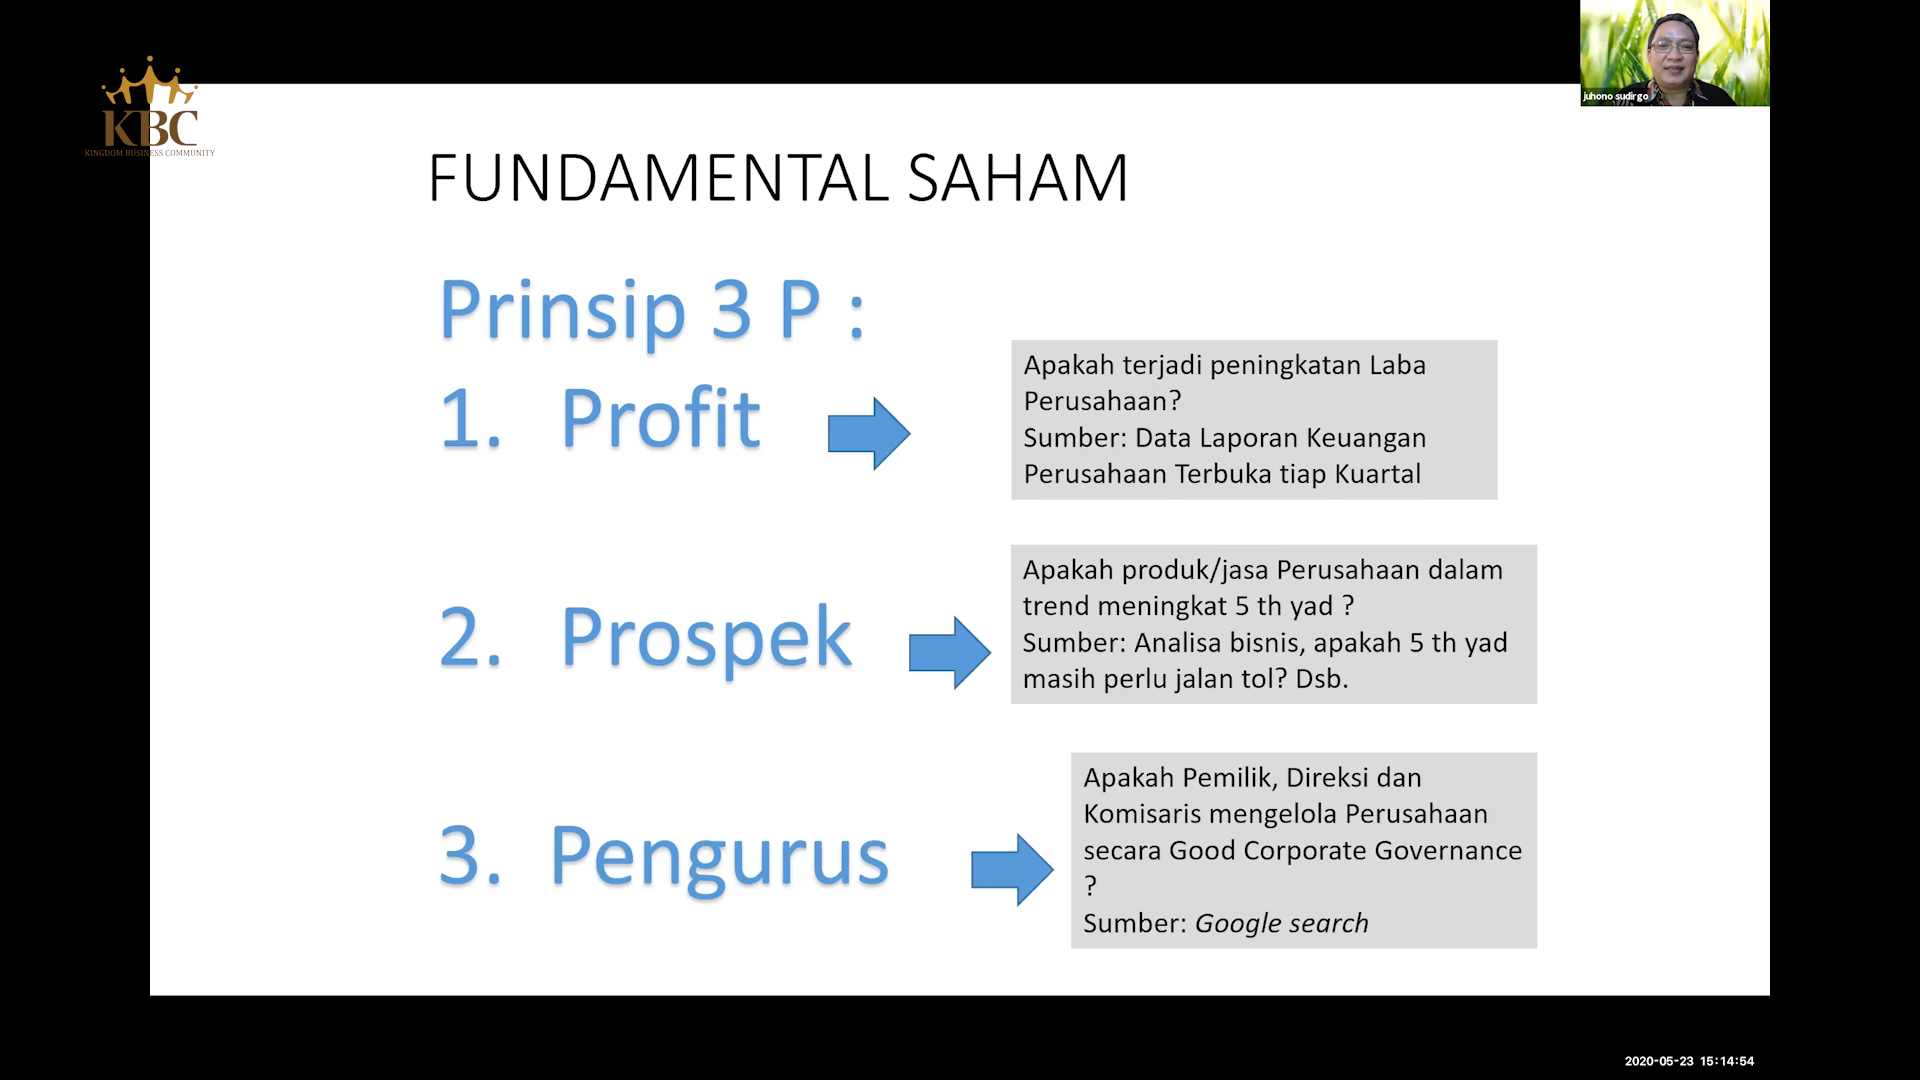 KBC
KINGDOM BUSINESS COMMUNITY
juhono sudirgo
FUNDAMENTAL SAHAM
Prinsip 3 P :
1. Profit
Apakah terjadi peningkatan Laba
Perusahaan?
Sumber: Data Laporan Keuangan
Perusahaan Terbuka tiap Kuartal
2. Prospek
Apakah produk/jasa Perusahaan dalam
trend meningkat 5 th yad ?
Sumber: Analisa bisnis, apakah 5 th yad
masih perlu jalan tol? Dsb.
3. Pengurus
Apakah Pemilik, Direksi dan
Komisaris mengelola Perusahaan
secara Good Corporate Governance
?
Sumber: Google search
2020-05-23 15:14:54